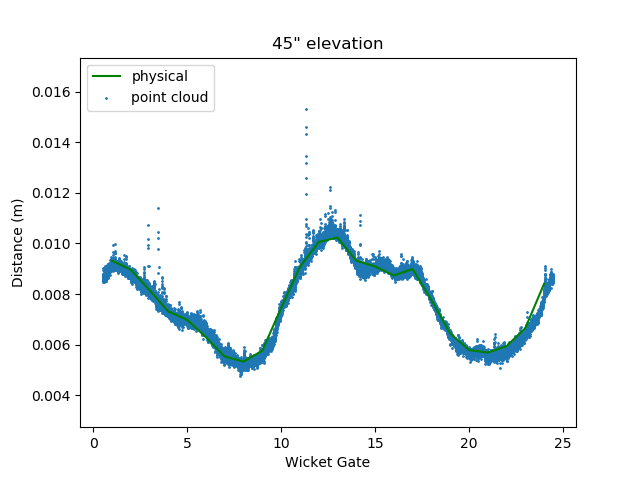 45" elevation
physical
point cloud
0.016
0.014
0.012
0.010
0.008
0.006
0.004
Distance (m)
0 5 10 15 20 25
Wicket Gate